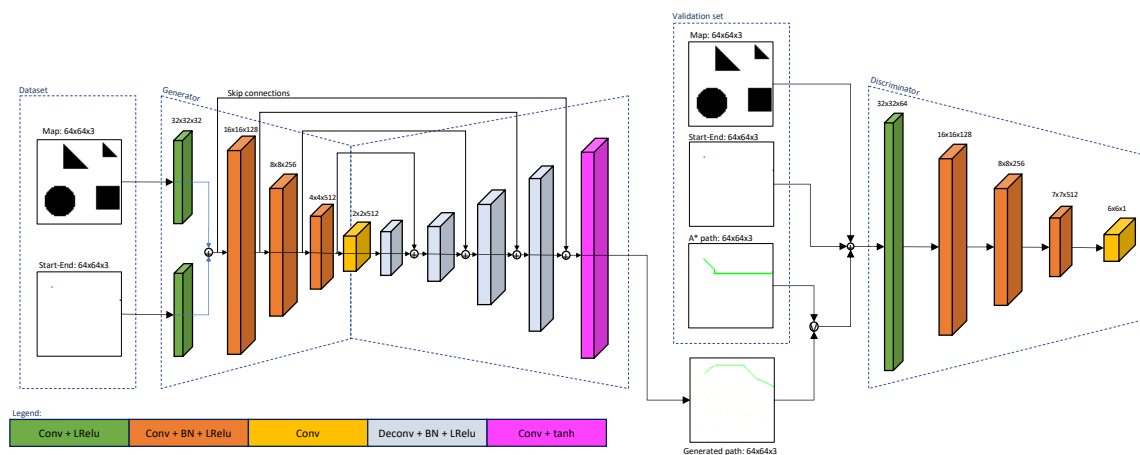 Dataset
Map: 64x64x3
Start-End: 64x64x3
Generator
Skip connections
32x32x32
16x16x128
8x8x256
4x4x512
2x2x512
Validation set
Map: 64x64x3
Start-End: 64x64x3
A* path: 64x64x3
Generated path: 64x64x3
Discriminator
32x32x64
16x16x128
8x8x256
7x7x512
6x6x1
Legend:
Conv + LRelu
Conv + BN + LRelu
Conv
Deconv + BN + LRelu
Conv + tanh